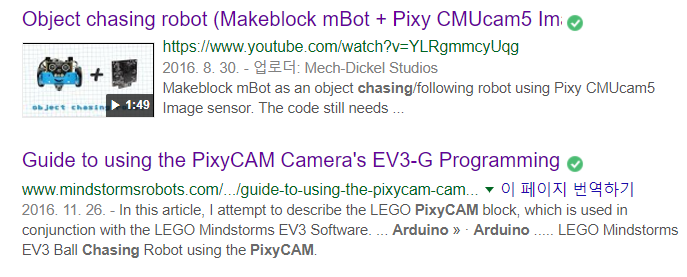 Object chasing robot (Makeblock mBot + Pixy CMUcam5 Ima
https://www.youtube.com/watch?v=YLRgmmcyUqg
2016. 8. 30. - 업로더: Mech-Dickel Studios
Makeblock mBot as an object chasing/following robot using Pixy CMUcam5
Image sensor. The code still needs ...
+
object chasing
1:49
Guide to using the PixyCAM Camera's EV3-G Programming
www.mindstormsrobots.com/.../guide-to-using-the-pixycam-cam... 이 페이지 번역하기
2016. 11. 26. - In this article, I attempt to describe the LEGO PixyCAM block, which is used in
conjunction with the LEGO Mindstorms EV3 Software. ... Arduino » · Arduino ..... LEGO Mindstorms
EV3 Ball Chasing Robot using the PixyCAM.